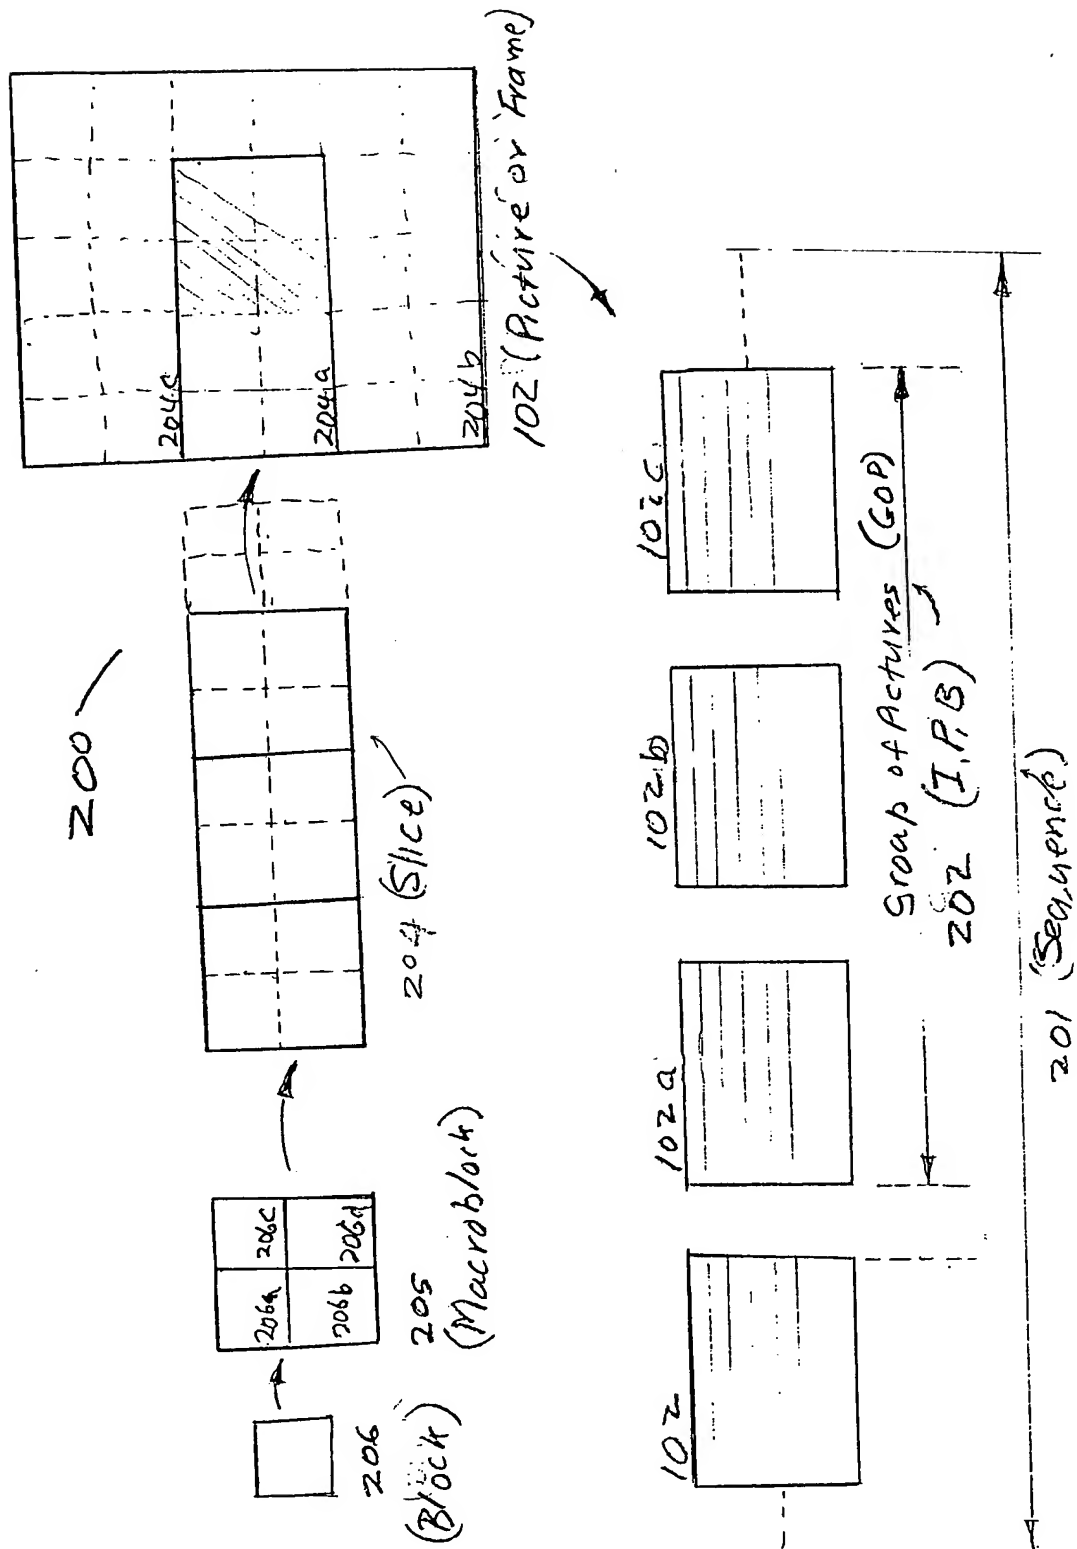 200
206
(Block)
206a
206c
206b
206d
205
(Macroblock)
204 (Slice)
204c
204a
204b
102 (Picture or Frame)
102
102a
102b
102c
Group of Pictures (GOP)
202 (I,P,B)
201 (Sequence)